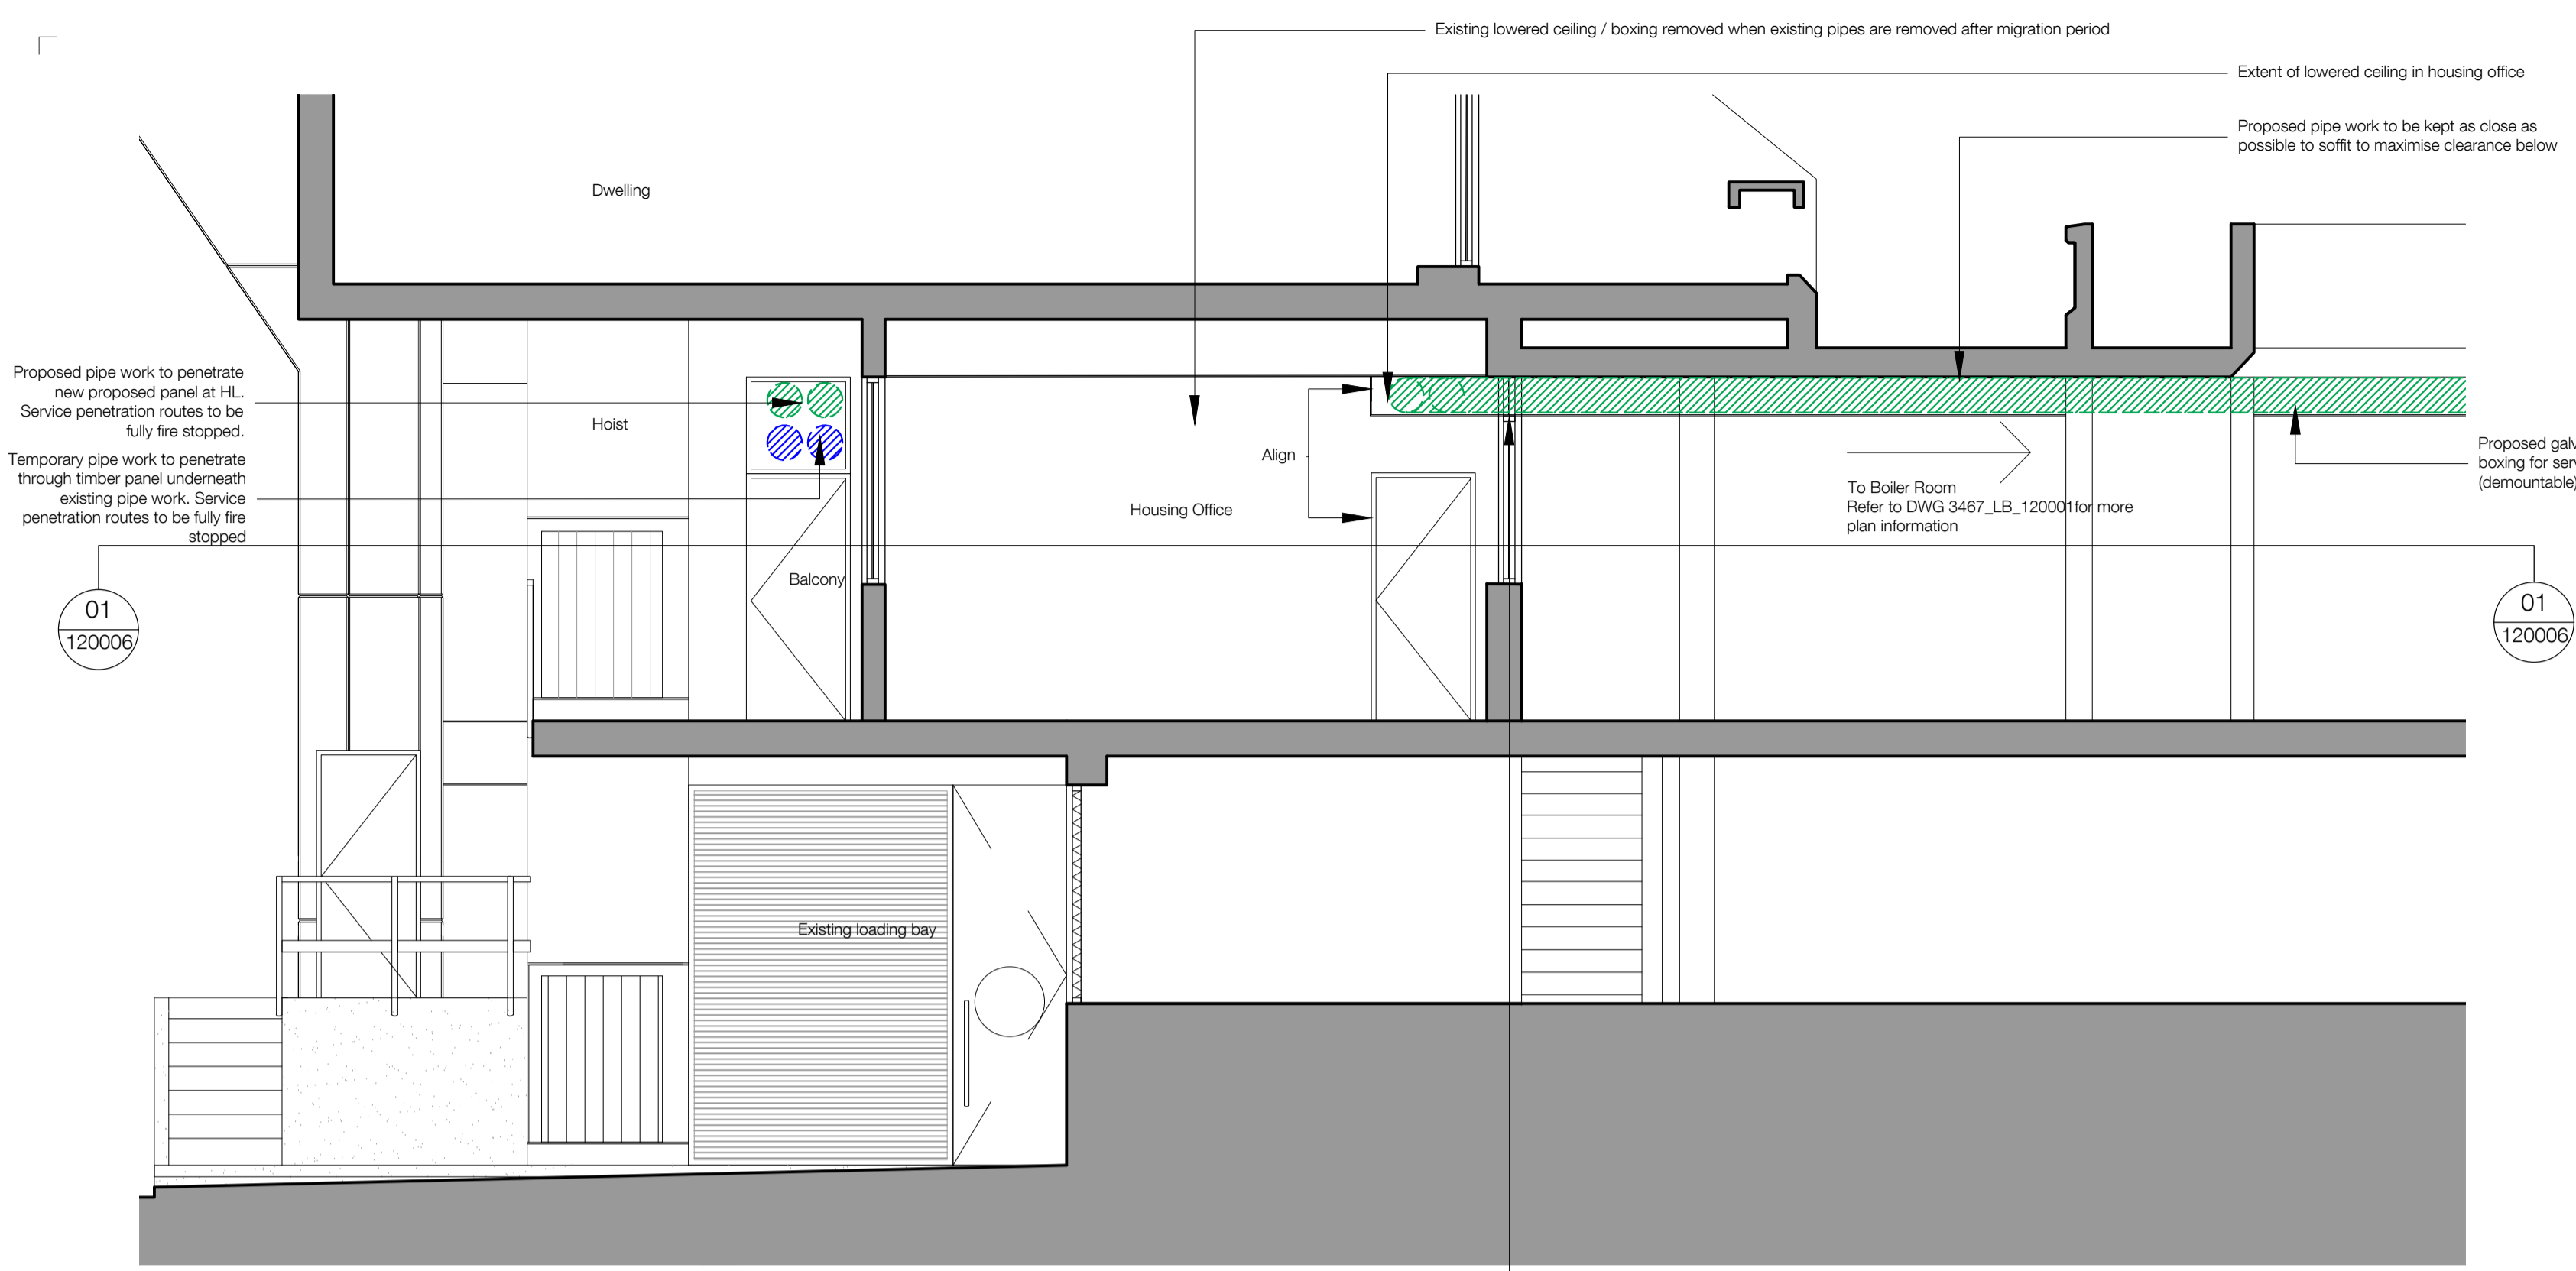 Existing lowered ceiling / boxing removed when existing pipes are removed after migration period
Extent of lowered ceiling in housing office
Proposed pipe work to be kept as close as
possible to soffit to maximise clearance below
Dwelling
Proposed pipe work to penetrate
new proposed panel at HL.
Service penetration routes to be
fully fire stopped.
Hoist
Temporary pipe work to penetrate
through timber panel underneath
existing pipe work. Service
penetration routes to be fully fire
stopped
Align
Housing Office
To Boiler Room
Refer to DWG 3467_LB_120001for more
plan information
Proposed galv
boxing for ser
(demountable)
Balcony
01
120006
01
120006
Existing loading bay